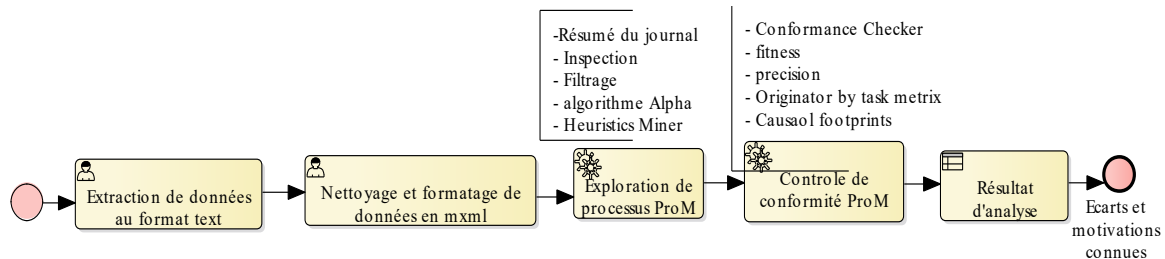 -Résumé du journal
- Inspection
- Filtrage
- algorithme Alpha
- Heuristics Miner
- Conformance Checker
- fitness
- precision
- Originator by task metrix
- Causaol footprints
Extraction de données
au format text
Nettoyage et formatage de
données en mxml
Exploration de
processus ProM
Controle de
conformité ProM
Résultat
d'analyse
Ecarts et
motivations
connues